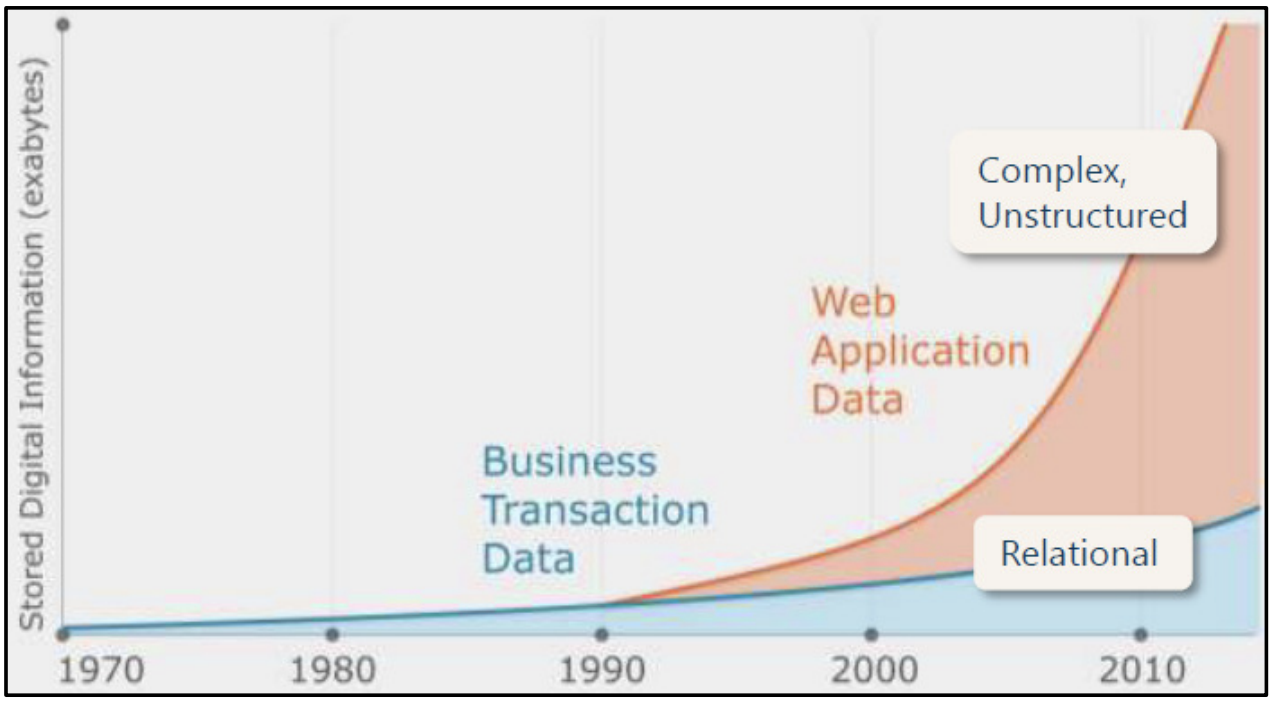 Stored Digital Information (exabytes)
Complex,
Unstructured
Web
Application
Data
Business
Transaction
Data
Relational
1970
1980
1990
2000
2010